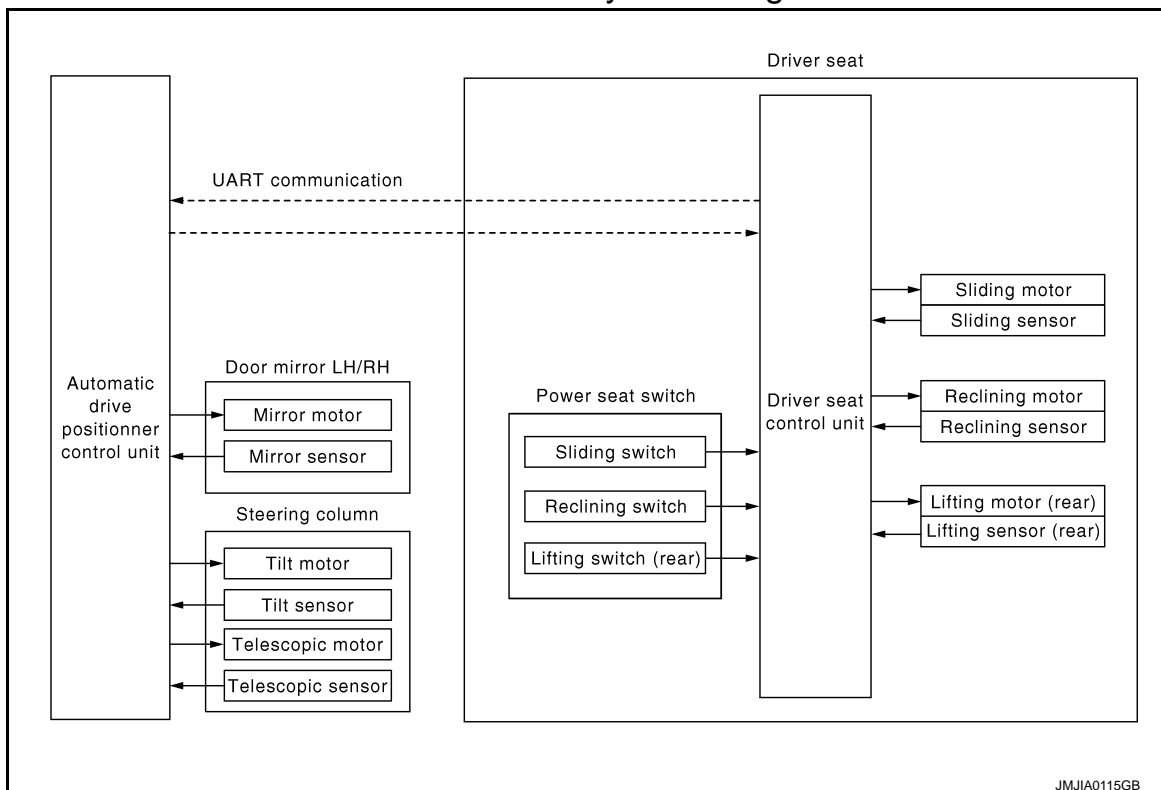 Driver seat
UART communication
Automatic
drive
positionner
control unit
Door mirror LH/RH
Mirror motor
Mirror sensor
Steering column
Tilt motor
Tilt sensor
Telescopic motor
Telescopic sensor
Power seat switch
Sliding switch
Reclining switch
Lifting switch (rear)
Driver seat
control unit
Sliding motor
Sliding sensor
Reclining motor
Reclining sensor
Lifting motor (rear)
Lifting sensor (rear)
JMJIA0115GB